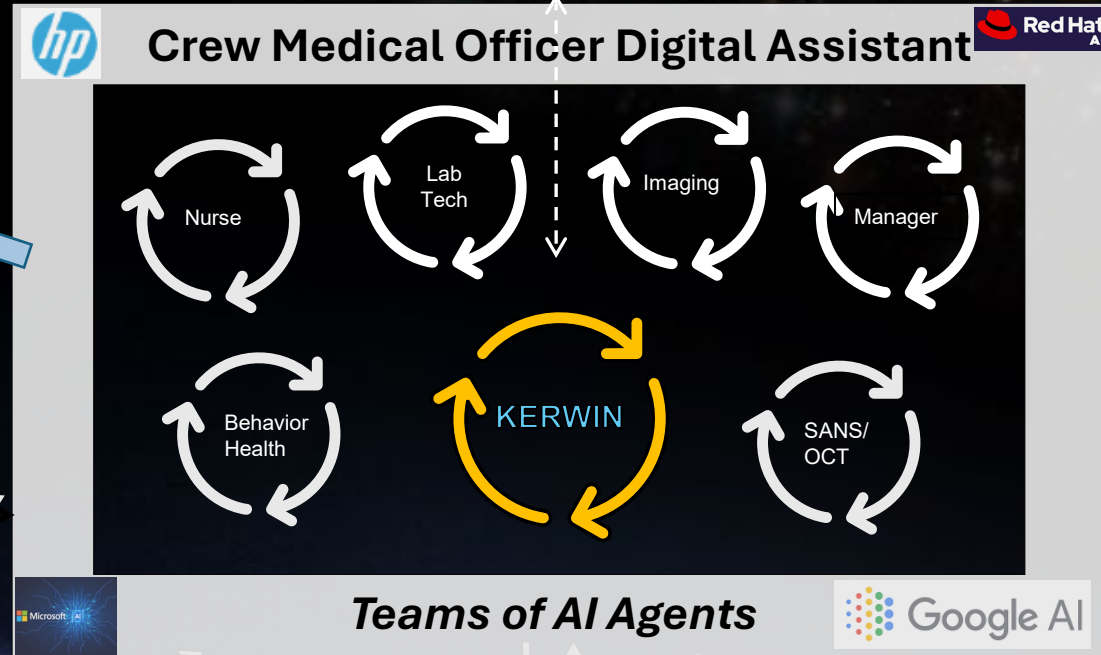 hp
Crew Medical Officer Digital Assistant
Red Hat
A
Nurse
Lab
Tech
Imaging
Manager
Behavior
Health
KERWIN
SANS/
OCT
Microsoft AI
Teams of AI Agents
Google AI